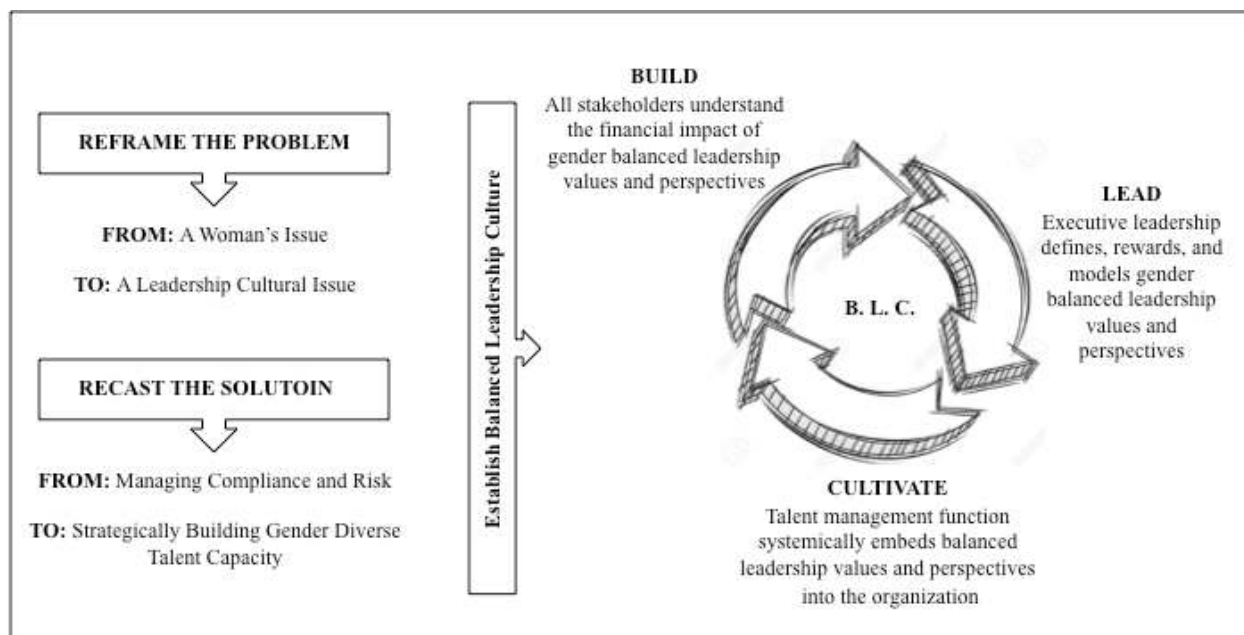 REFRAME THE PROBLEM
FROM: A Woman's Issue
TO: A Leadership Cultural Issue
RECAST THE SOLUTOIN
FROM: Managing Compliance and Risk
TO: Strategically Building Gender Diverse
Talent Capacity
Establish Balanced Leadership Culture
BUILD
All stakeholders understand
the financial impact of
gender balanced leadership
values and perspectives
LEAD
Executive leadership
defines, rewards, and
models gender
balanced leadership
values and
perspectives
B. L. C.
CULTIVATE
Talent management function
systemically embeds balanced
leadership values and perspectives
into the organization